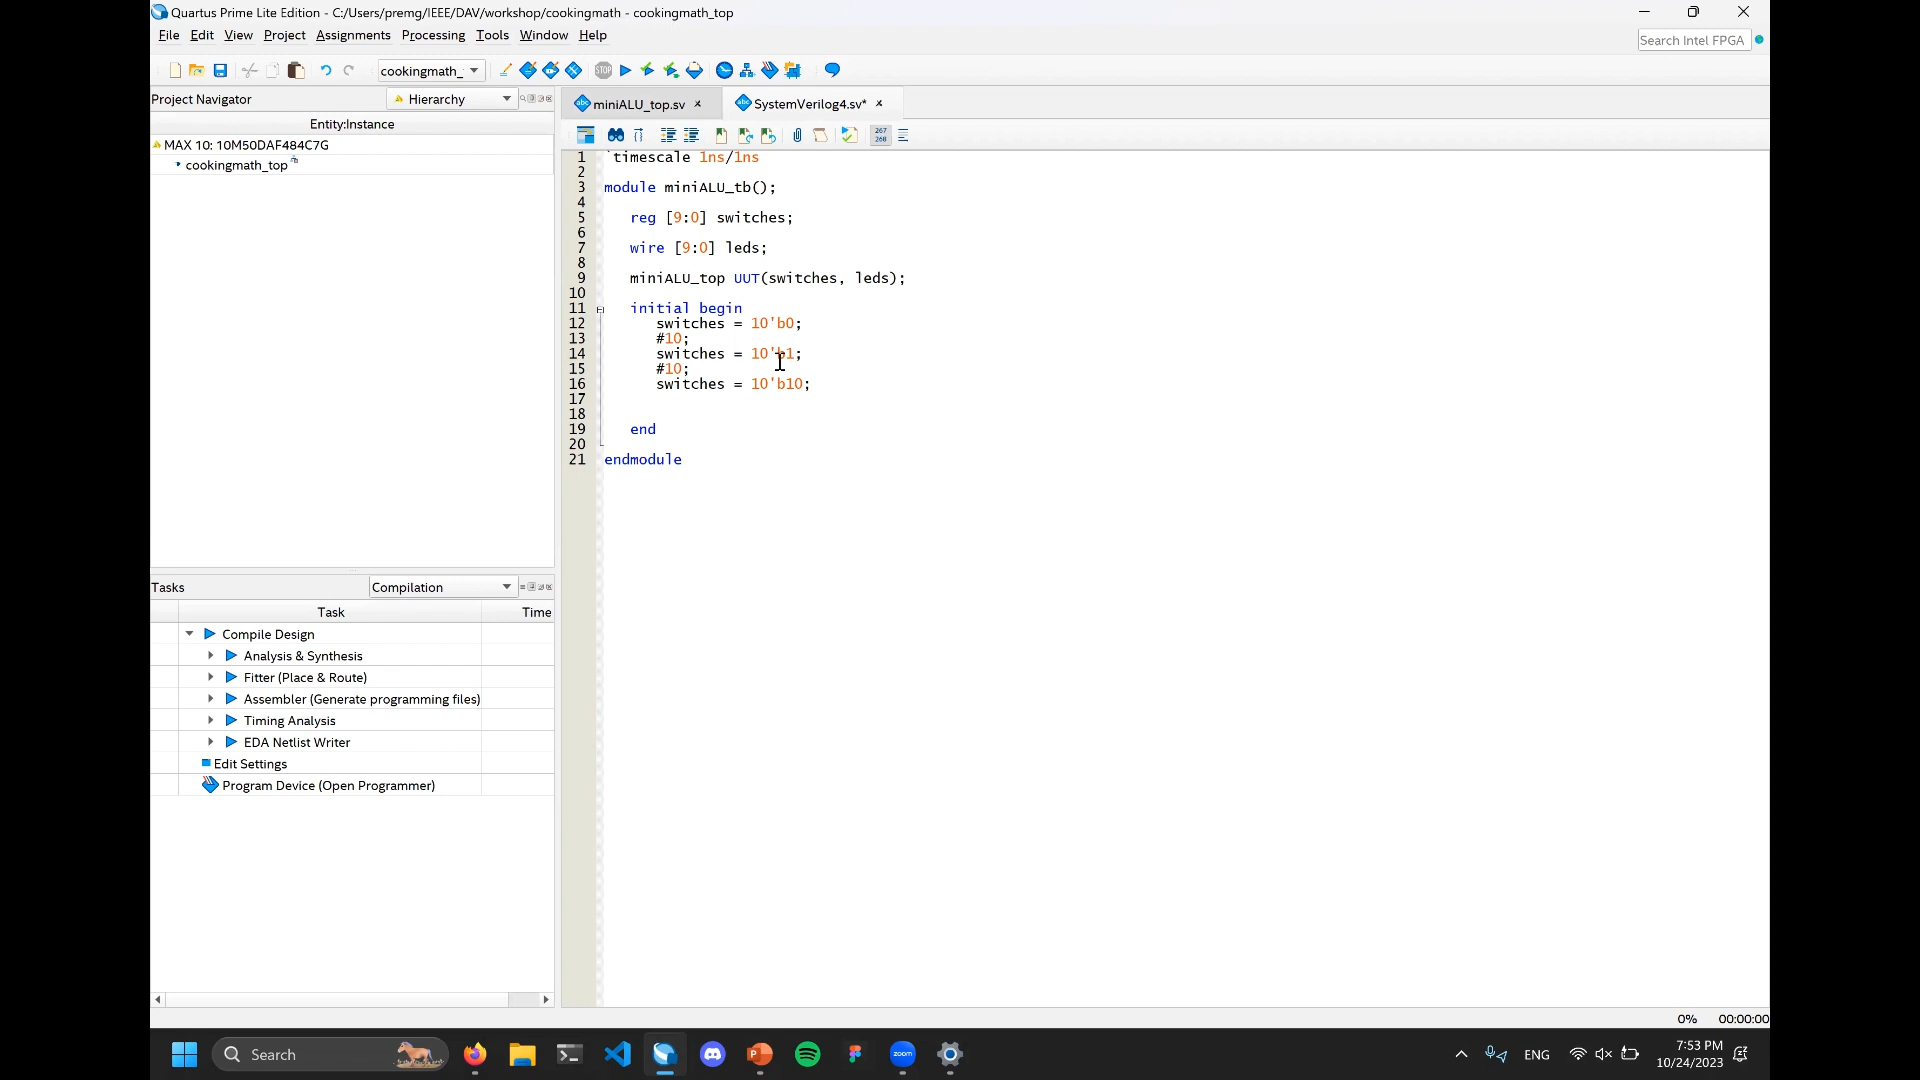 Quartus Prime Lite Edition - C:/Users/premg/IEEE/DAV/workshop/cookingmath - cookingmath_top
File Edit View Project Assignments Processing Tools Window Help
Search Intel FPGA
cookingmath_
STOP
Project Navigator
Hierarchy
Entity:Instance
MAX 10: 10M50DAF484C7G
cookingmath_top
miniALU_top.sv
SystemVerilog4.sv*
267
268
1 `timescale 1ns/1ns
2
3 module miniALU_tb();
4
5 reg [9:0] switches;
6
7 wire [9:0] leds;
8
9 miniALU_top UUT(switches, leds);
10
11 initial begin
12 switches = 10'b0;
13 #10;
14 switches = 10'b1;
15 #10;
16 switches = 10'b10;
17
18
19 end
20
21 endmodule
Tasks
Compilation
Task Time
Compile Design
Analysis & Synthesis
Fitter (Place & Route)
Assembler (Generate programming files)
Timing Analysis
EDA Netlist Writer
Edit Settings
Program Device (Open Programmer)
0% 00:00:00
Search
zoom
ENG
7:53 PM
10/24/2023